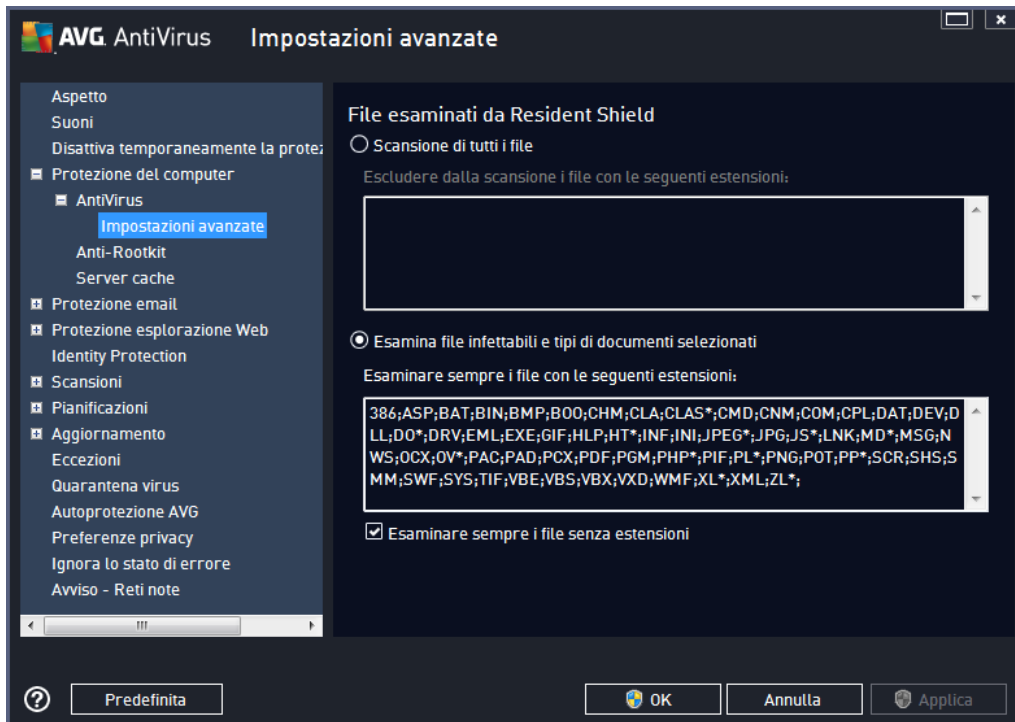 AVG. AntiVirus Impostazioni avanzate
Aspetto
Suoni
Disattiva temporaneamente la protez
Protezione del computer
AntiVirus
Impostazioni avanzate
Anti-Rootkit
Server cache
Protezione email
Protezione esplorazione Web
Identity Protection
Scansioni
Pianificazioni
Aggiornamento
Eccezioni
Quarantena virus
Autoprotezione AVG
Preferenze privacy
Ignora lo stato di errore
Avviso - Reti note
File esaminati da Resident Shield
Scansione di tutti i file
Escludere dalla scansione i file con le seguenti estensioni:
Esamina file infettabili e tipi di documenti selezionati
Esaminare sempre i file con le seguenti estensioni:
386;ASP;BAT;BIN;BMP;BOO;CHM;CLA;CLAS*;CMD;CNM;COM;CPL;DAT;DEV;D
LL;DO*;DRV;EML;EXE;GIF;HLP;HT*;INF;INI;JPEG*;JPG;JS*;LNK;MD*;MSG;N
WS;OCX;OV*;PAC;PAD;PCX;PDF;PGM;PHP*;PIF;PL*;PNG;POT;PP*;SCR;SHS;S
MM;SWF;SYS;TIF;VBE;VBS;VBX;VXD;WMF;XL*;XML;ZL*;
Esaminare sempre i file senza estensioni
Predefinita
OK
Annulla
Applica